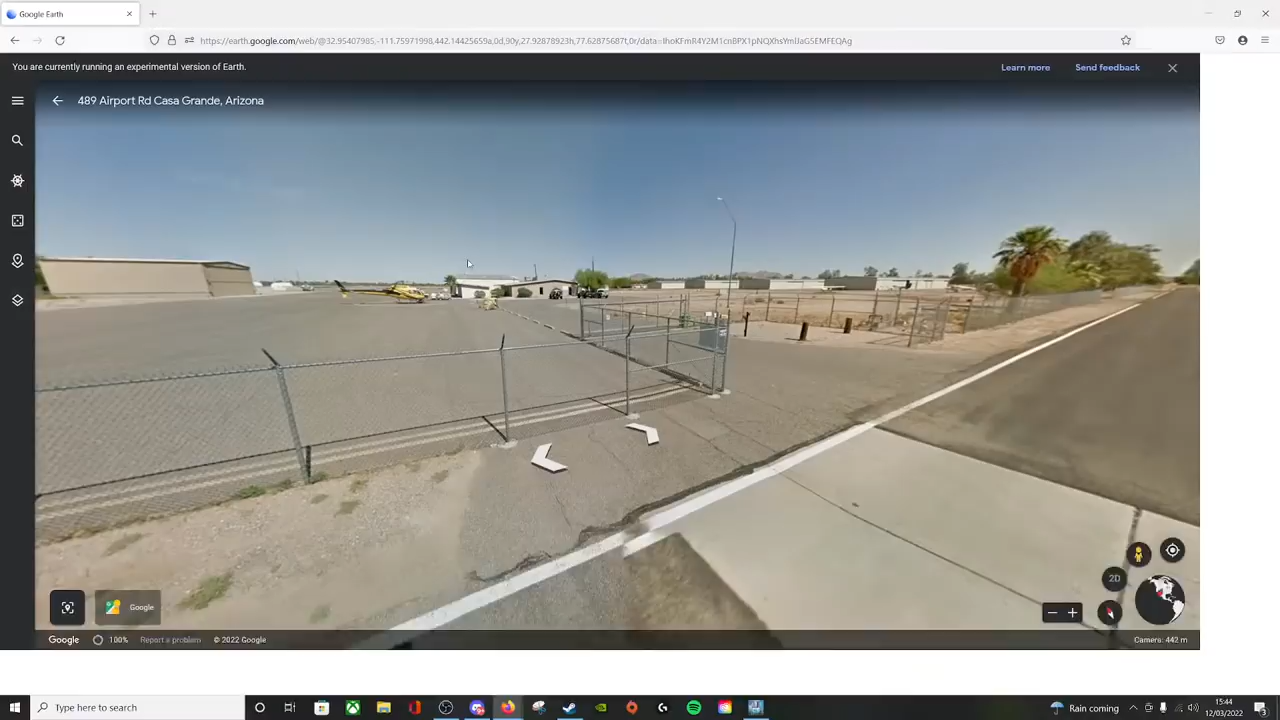 Google Earth
https://earth.google.com/web/@32.95407985,-111.75971998,442.14425659a,0d,90y,27.92878923h,77.62875687t,0r/data=IhoKFmR4Y2M1cnBPX1pNQXhsYmlJaG5EMFEQAg
You are currently running an experimental version of Earth.
Learn more
Send feedback
489 Airport Rd Casa Grande, Arizona
2D
Google
Google
100%
Report a problem
© 2022 Google
Camera: 442 m
Type here to search
Rain coming
15:44
12/03/2022
3